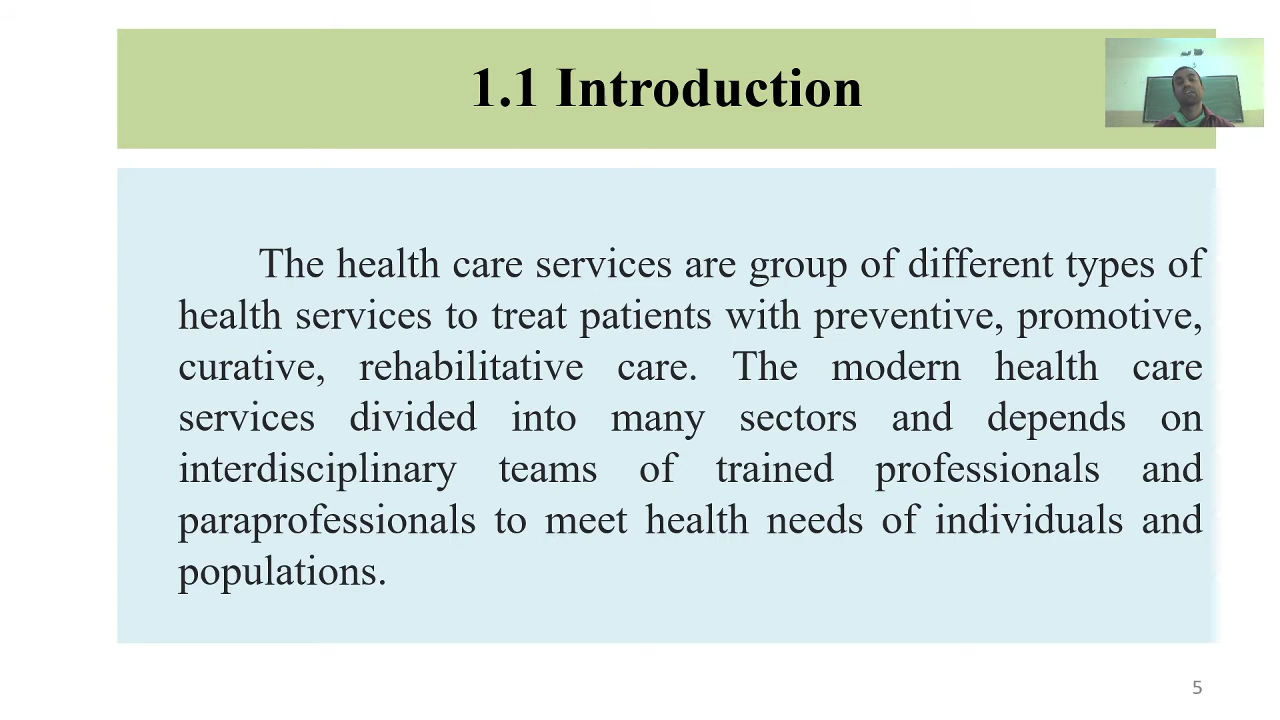 1.1 Introduction
The health care services are group of different types of
health services to treat patients with preventive, promotive,
curative, rehabilitative care. The modern health care
services divided into many sectors and depends on
interdisciplinary teams of trained professionals and
paraprofessionals to meet health needs of individuals and
populations.
5